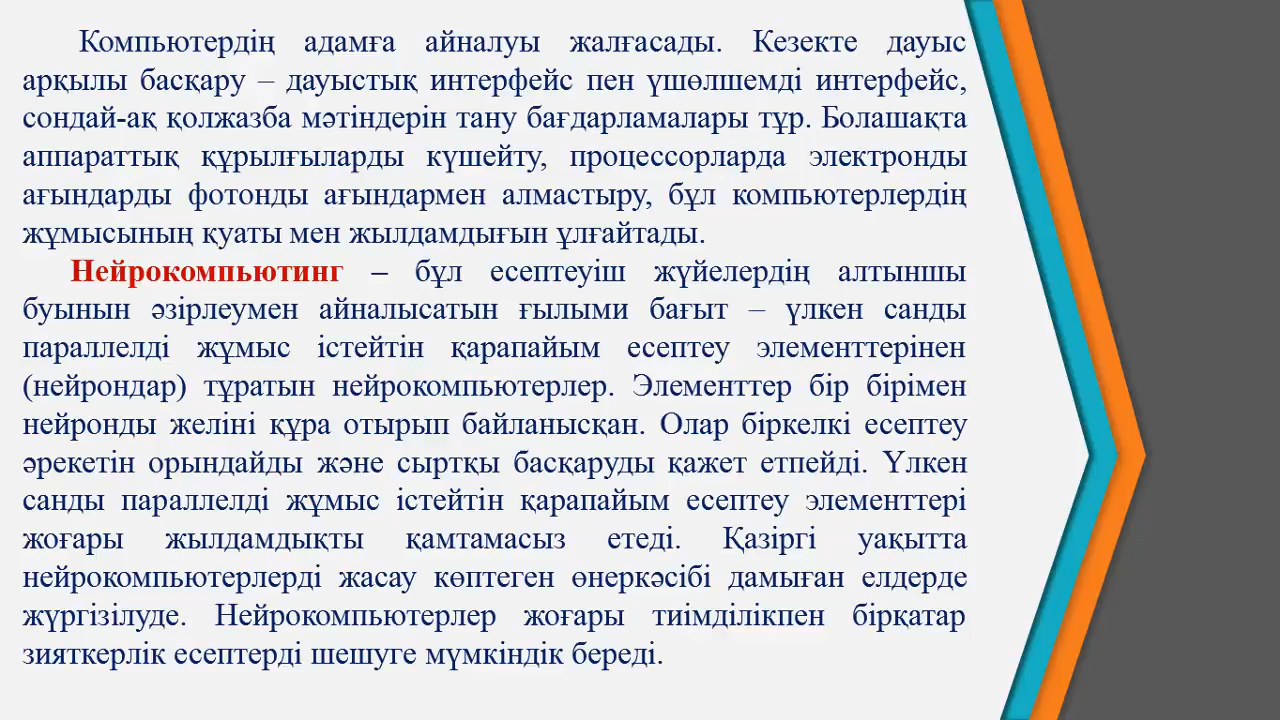 Компьютердің адамға айналуы жалғасады. Кезекте дауыс
арқылы басқару – дауыстық интерфейс пен үшөлшемді интерфейс,
сондай-ақ қолжазба мәтіндерін тану бағдарламалары тұр. Болашақта
аппараттық құрылғыларды күшейту, процессорларда электронды
ағындарды фотонды ағындармен алмастыру, бұл компьютерлердің
жұмысының қуаты мен жылдамдығын ұлғайтады.
Нейрокомпьютинг – бұл есептеуіш жүйелердің алтыншы
буынын әзірлеумен айналысатын ғылыми бағыт – үлкен санды
параллелді жұмыс істейтін қарапайым есептеу элементтерінен
(нейрондар) тұратын нейрокомпьютерлер. Элементтер бір бірімен
нейронды желіні құра отырып байланысқан. Олар біркелкі есептеу
әрекетін орындайды және сыртқы басқаруды қажет етпейді. Үлкен
санды параллелді жұмыс істейтін қарапайым есептеу элементтері
жоғары жылдамдықты қамтамасыз етеді. Қазіргі уақытта
нейрокомпьютерлерді жасау көптеген өнеркәсібі дамыған елдерде
жүргізілуде. Нейрокомпьютерлер жоғары тиімділікпен бірқатар
зияткерлік есептерді шешуге мүмкіндік береді.